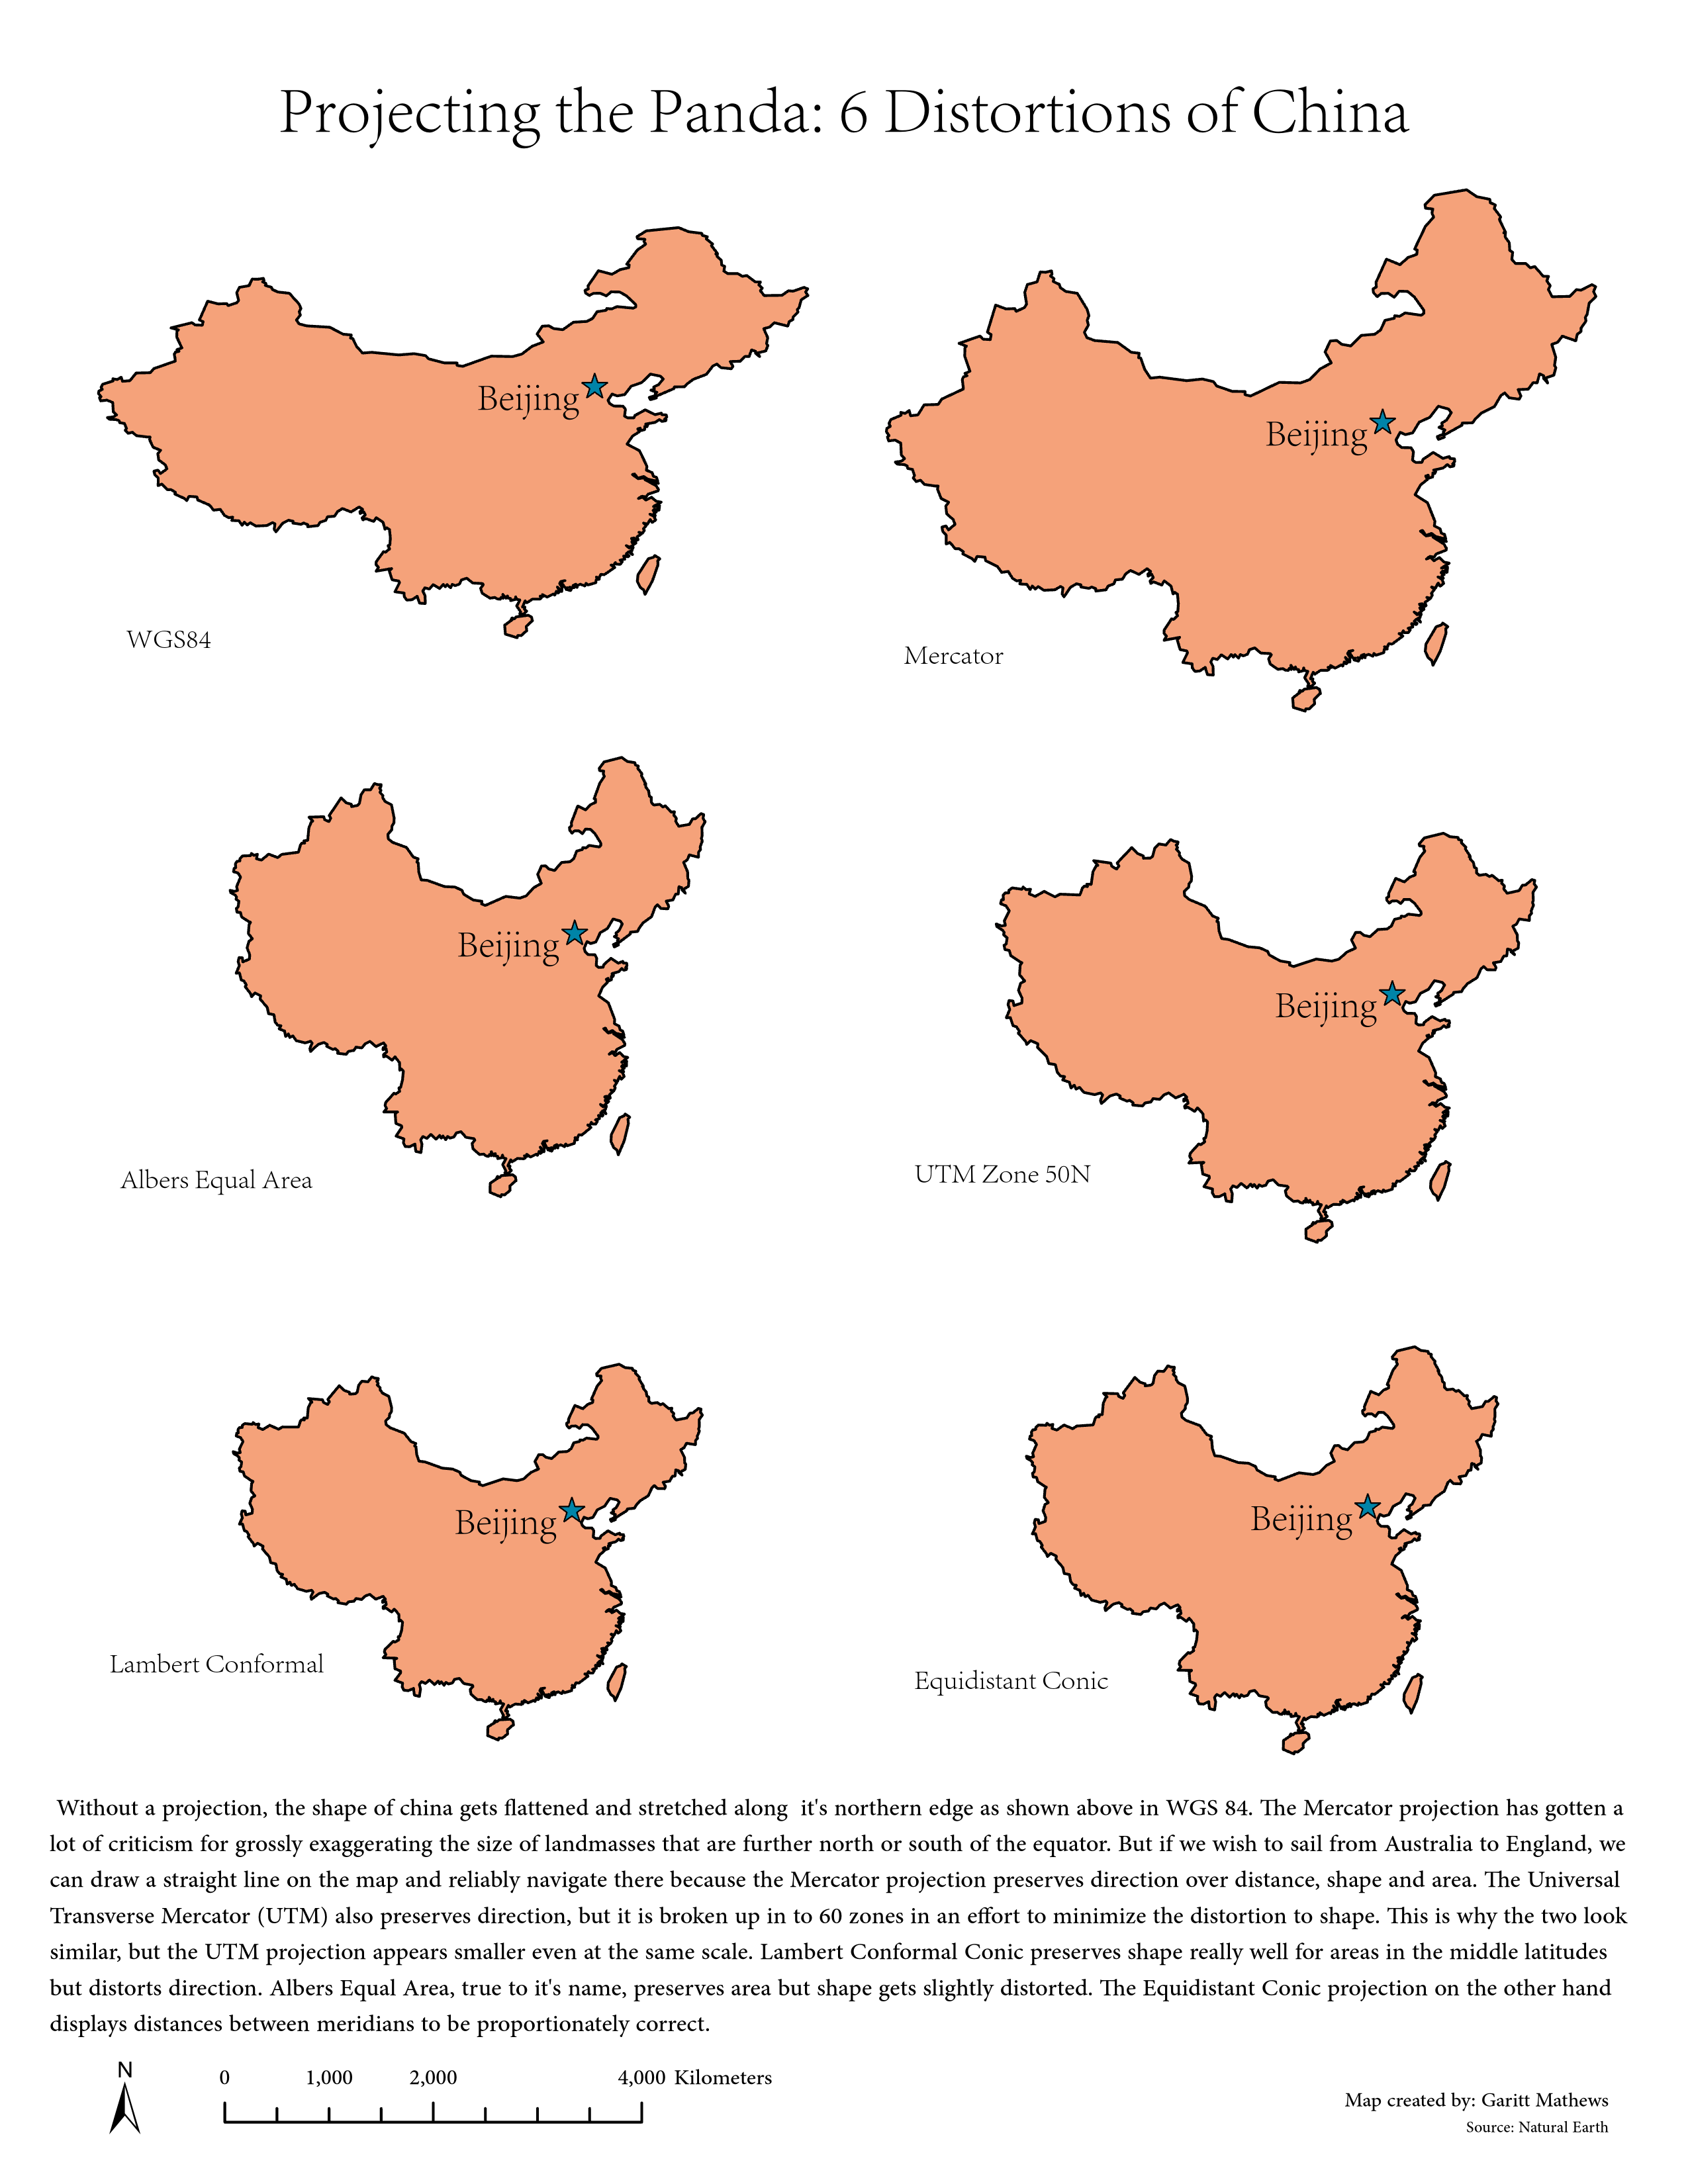 Projecting the Panda: 6 Distortions of China
Beijing
WGS84
Beijing
Mercator
Beijing
Albers Equal Area
Beijing
UTM Zone 50N
Beijing
Lambert Conformal
Beijing
Equidistant Conic
Without a projection, the shape of china gets flattened and stretched along  it's northern edge as shown above in WGS 84. The Mercator projection has gotten a
lot of criticism for grossly exaggerating the size of landmasses that are further north or south of the equator. But if we wish to sail from Australia to England, we
can draw a straight line on the map and reliably navigate there because the Mercator projection preserves direction over distance, shape and area. The Universal
Transverse Mercator (UTM) also preserves direction, but it is broken up in to 60 zones in an effort to minimize the distortion to shape. This is why the two look
similar, but the UTM projection appears smaller even at the same scale. Lambert Conformal Conic preserves shape really well for areas in the middle latitudes
but distorts direction. Albers Equal Area, true to it's name, preserves area but shape gets slightly distorted. The Equidistant Conic projection on the other hand
displays distances between meridians to be proportionately correct.
N
0 1,000 2,000 4,000 Kilometers
Map created by: Garitt Mathews
Source: Natural Earth